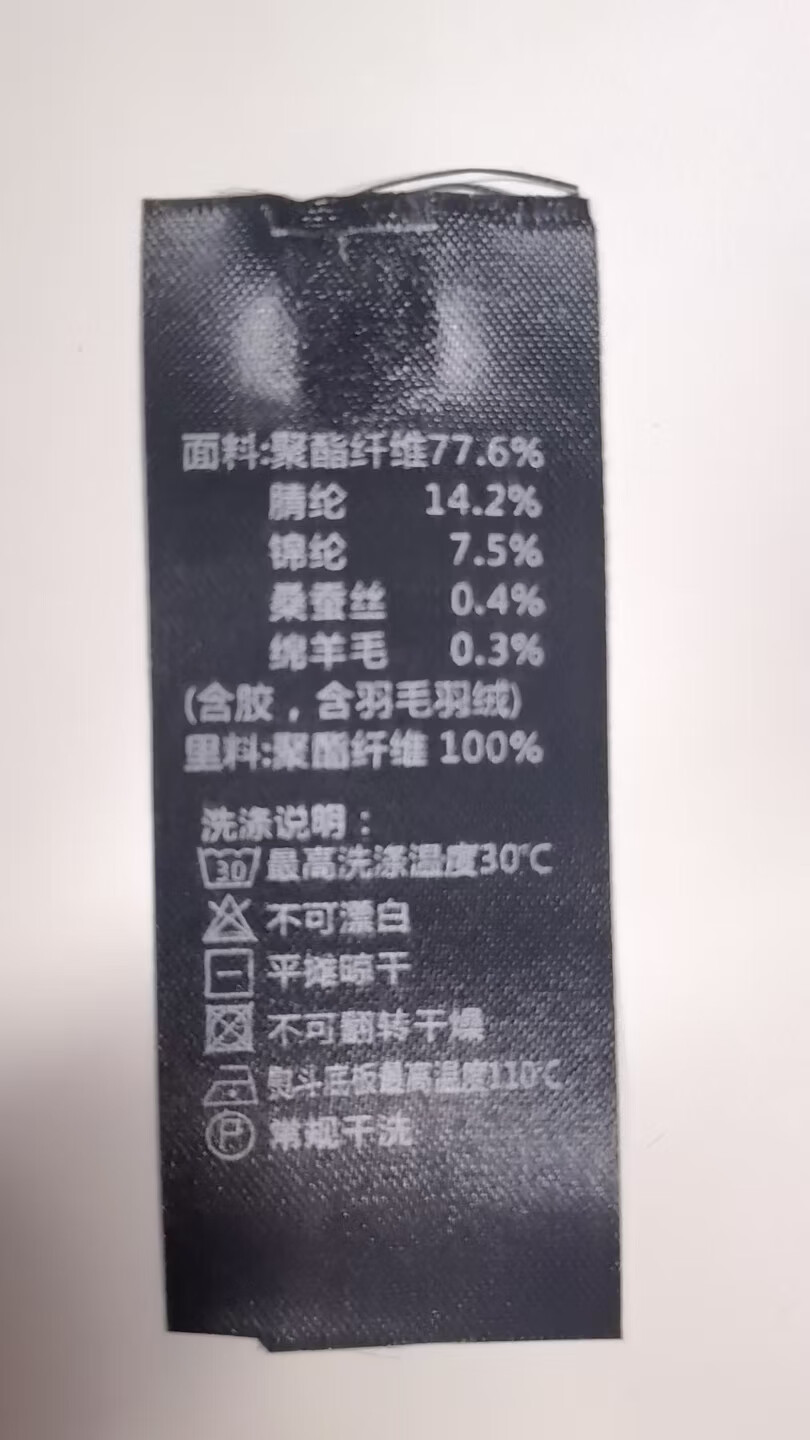 面料:聚酯纤维77.6%
腈纶 14.2%
锦纶 7.5%
桑蚕丝 0.4%
绵羊毛 0.3%
(含胶，含羽毛羽绒)
里料:聚酯纤维 100%
洗涤说明：
30 最高洗涤温度30℃
不可漂白
平摊晾干
不可翻转干燥
熨斗底板最高温度110℃
P 常规干洗